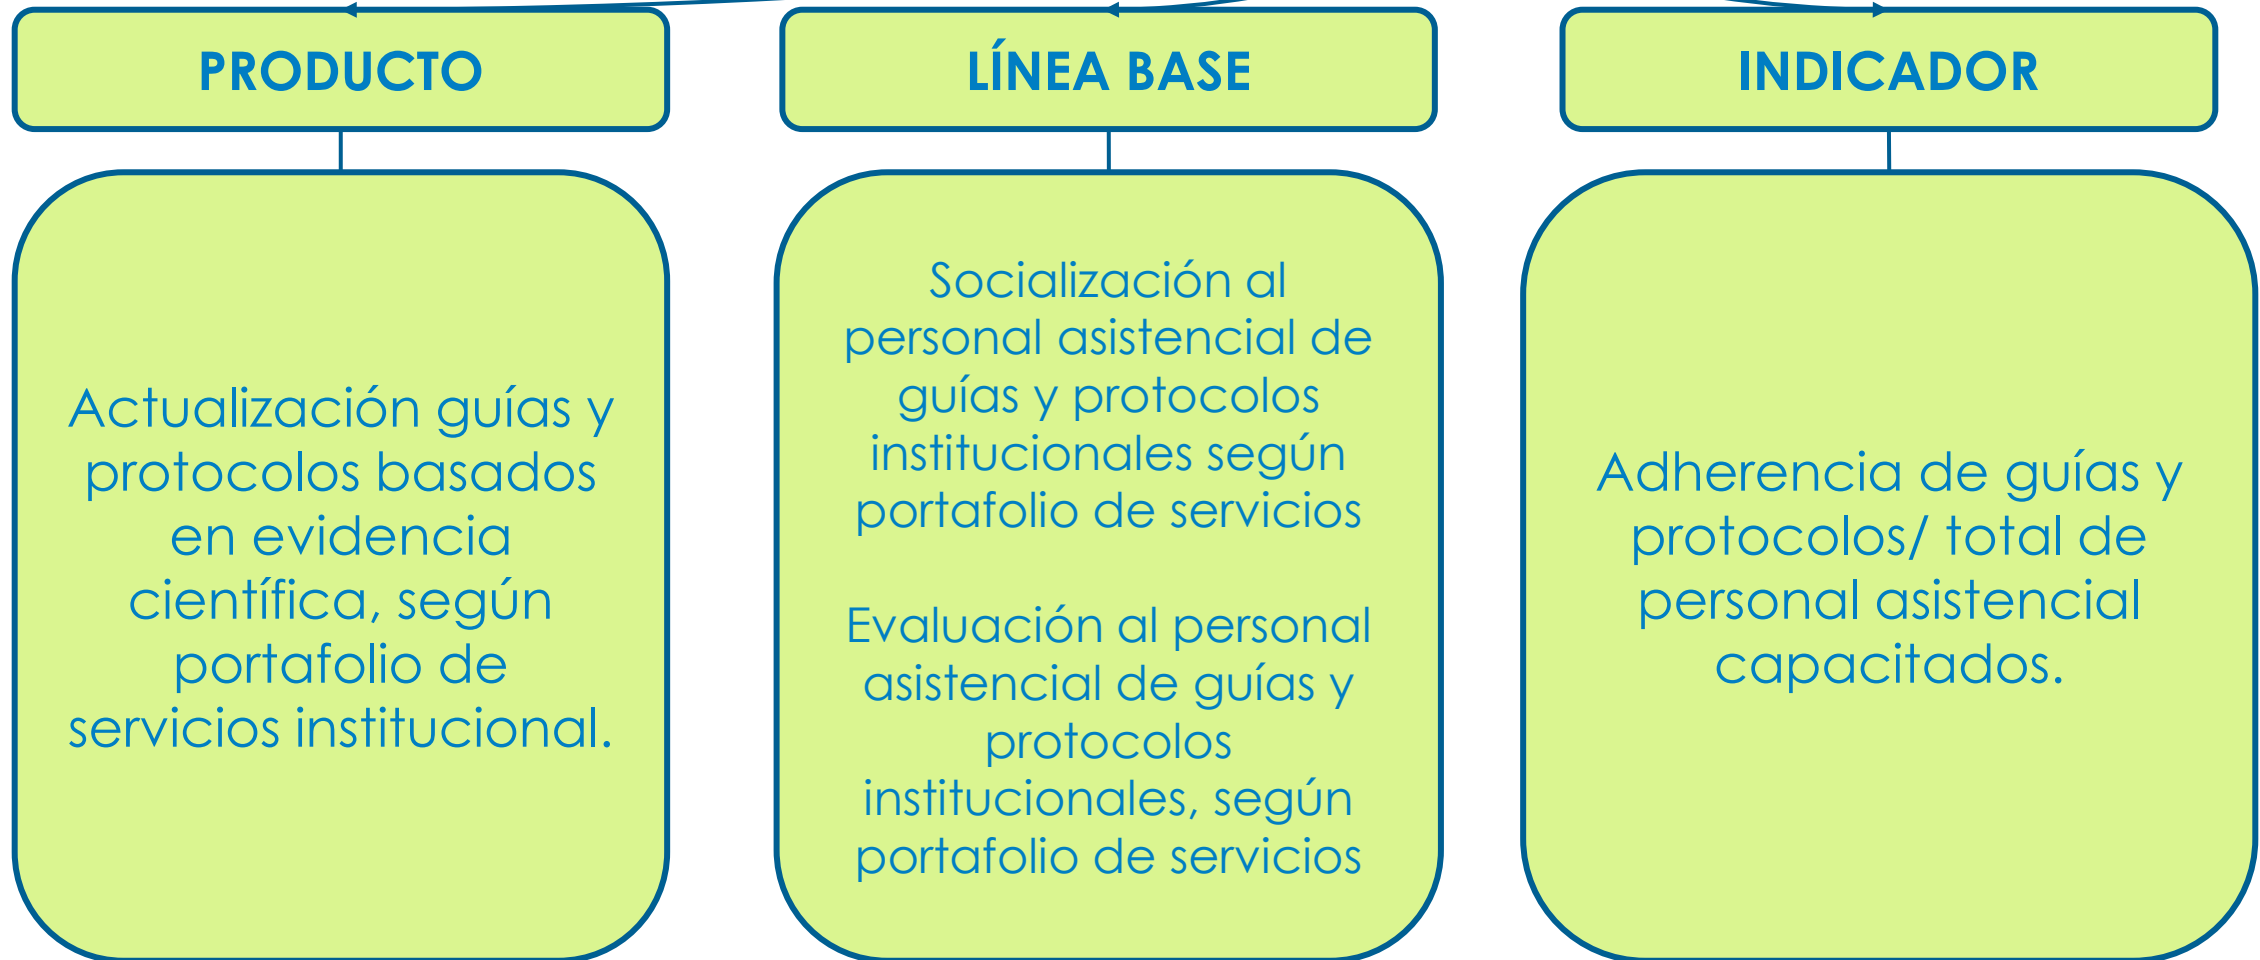 PRODUCTO
Actualización guías y
protocolos basados
en evidencia
científica, según
portafolio de
servicios institucional.
LÍNEA BASE
Socialización al
personal asistencial de
guías y protocolos
institucionales según
portafolio de servicios
Evaluación al personal
asistencial de guías y
protocolos
institucionales, según
portafolio de servicios
INDICADOR
Adherencia de guías y
protocolos/ total de
personal asistencial
capacitados.